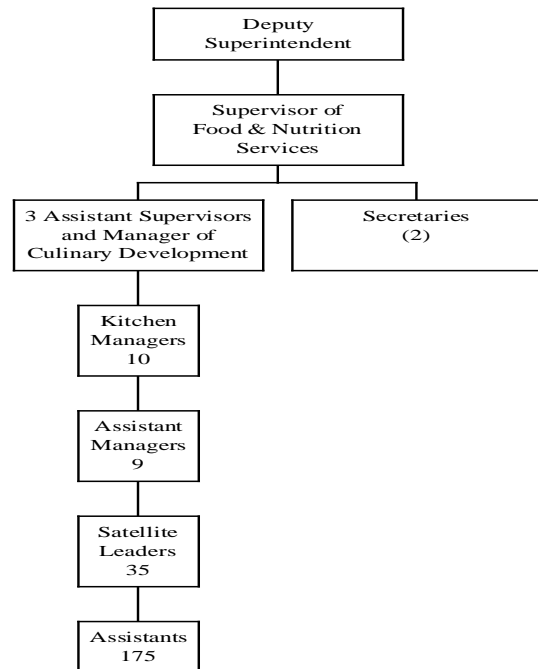 Deputy
Superintendent
Supervisor of
Food & Nutrition
Services
3 Assistant Supervisors
and Manager of
Culinary Development
Secretaries
(2)
Kitchen
Managers
10
Assistant
Managers
9
Satellite
Leaders
35
Assistants
175